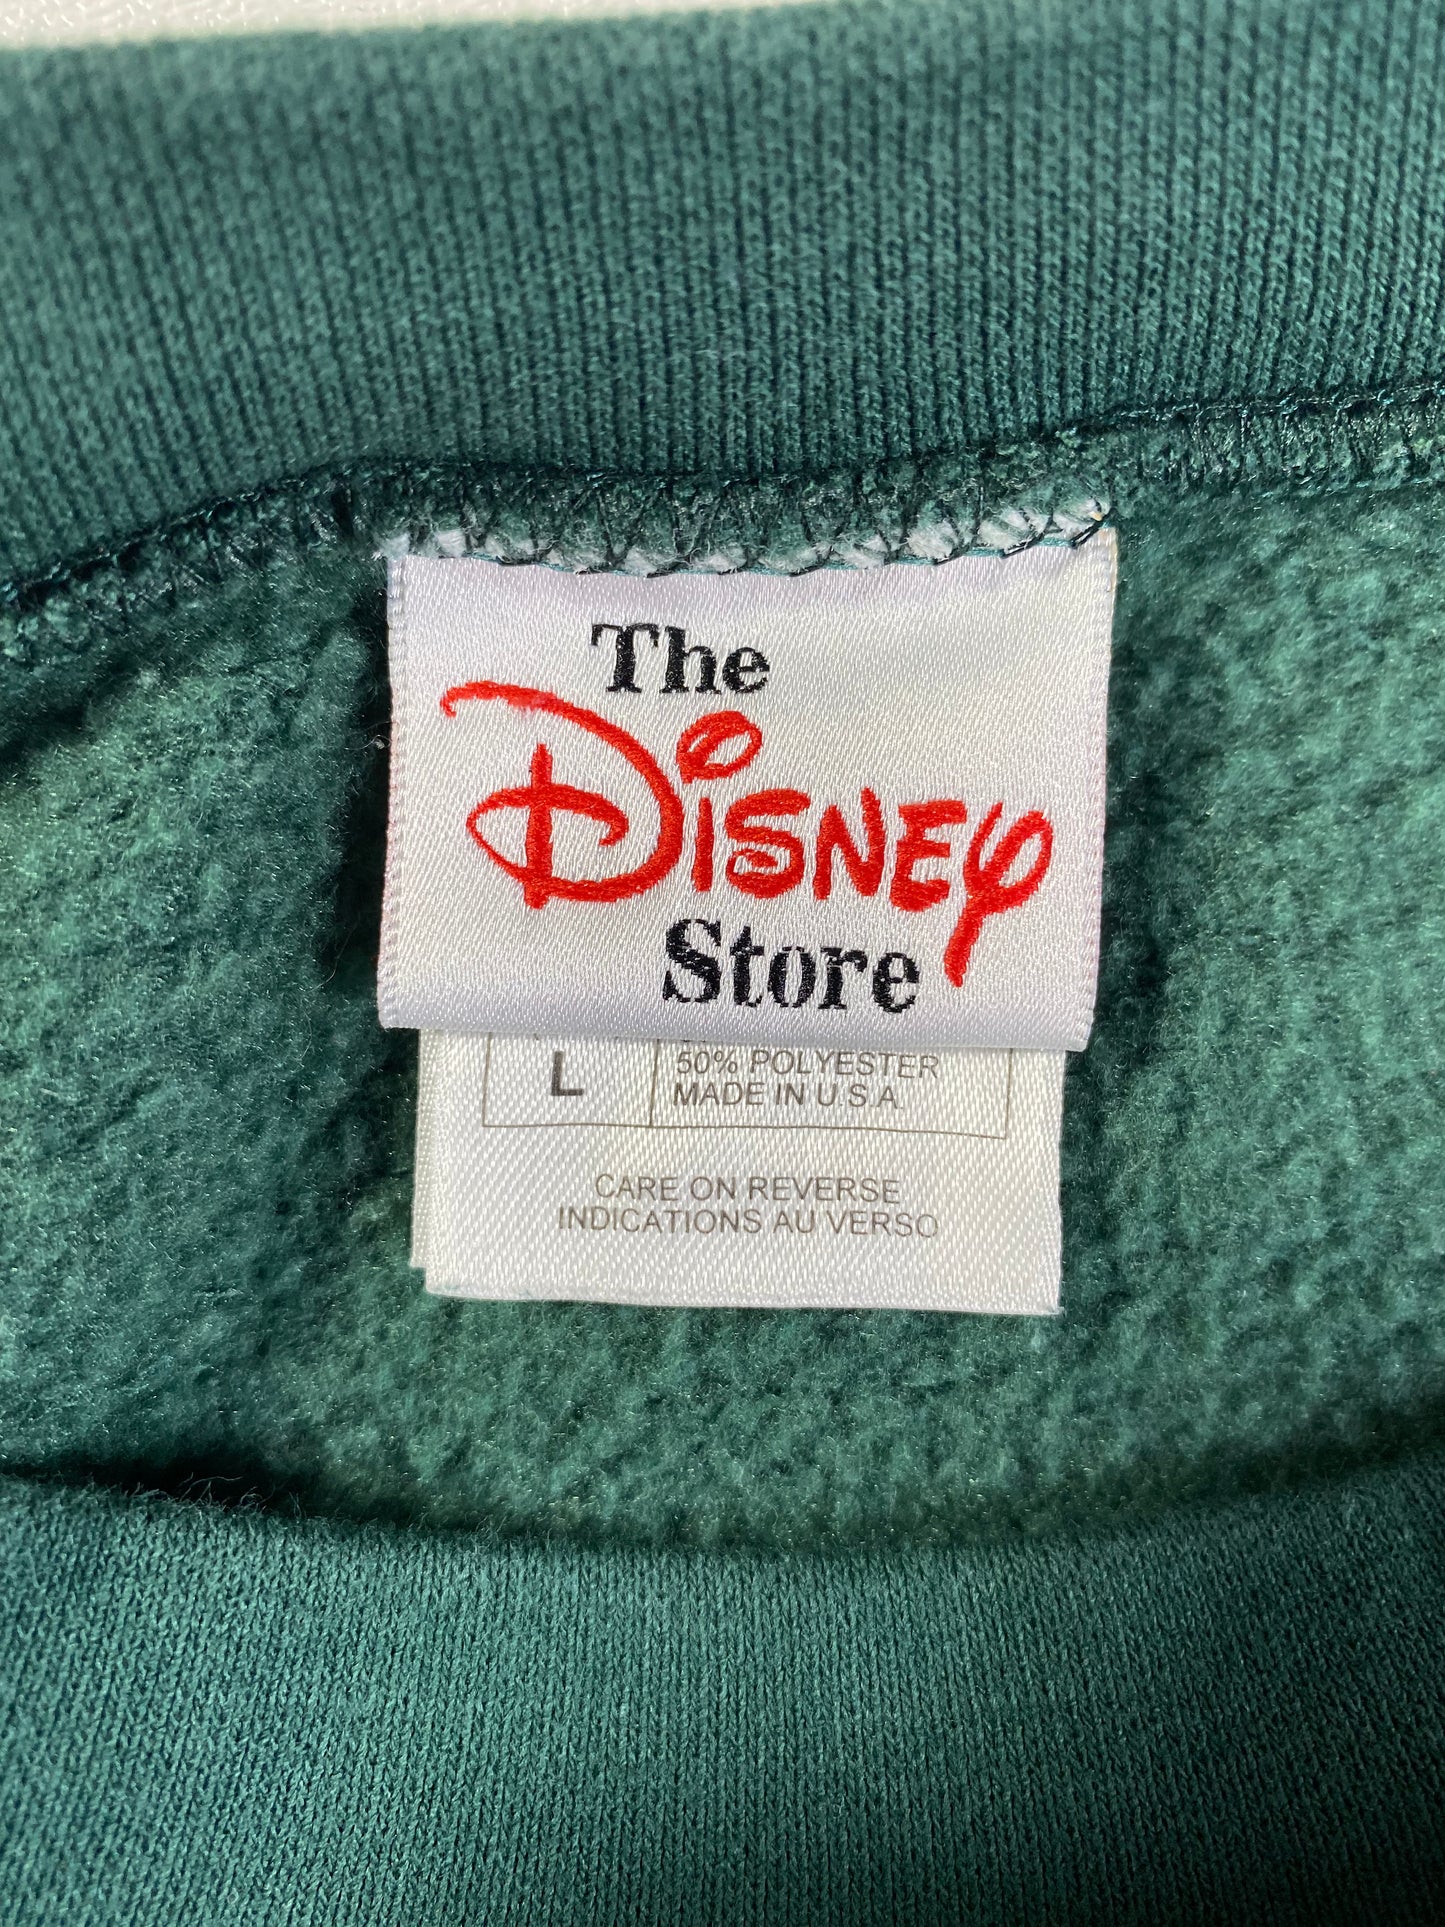 The
Disney
Store
L
50% POLYESTER
MADE IN U.S.A.
CARE ON REVERSE
INDICATIONS AU VERSO